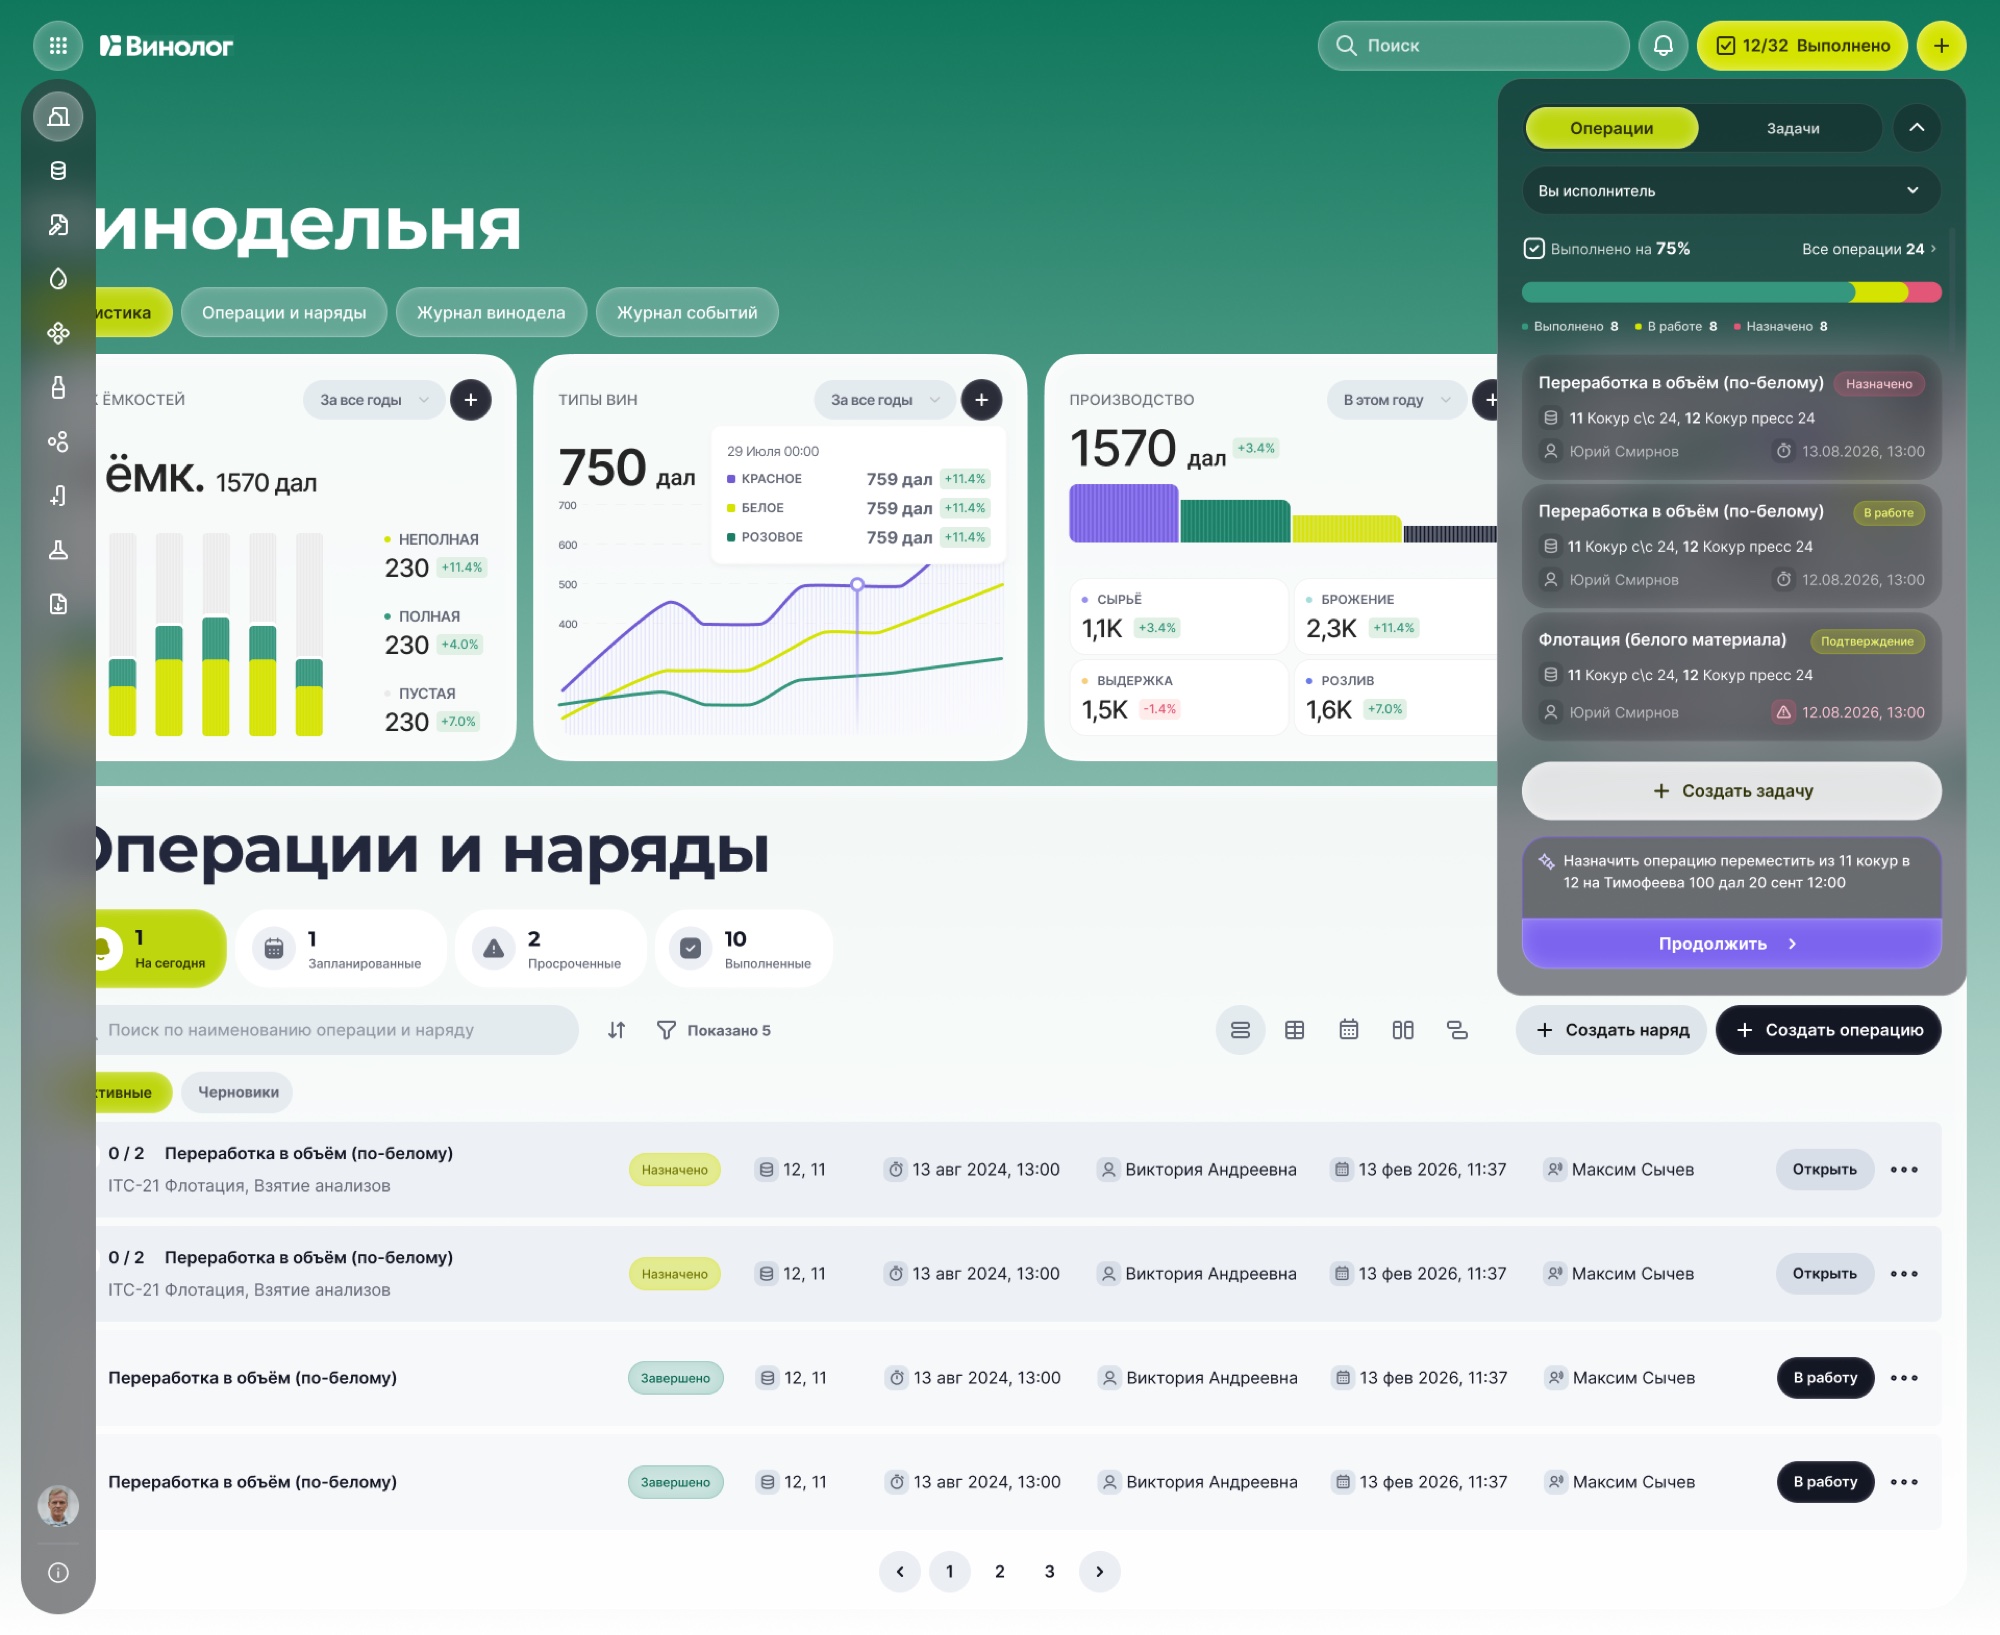 Винолог
Поиск
12/32 Выполнено
Операции
Задачи
Вы исполнитель
Выполнено на 75%
Все операции 24
Выполнено 8
В работе 8
Назначено 8
Переработка в объём (по-белому)
Назначено
11 Кокур с\с 24, 12 Кокур пресс 24
Юрий Смирнов
13.08.2026, 13:00
Переработка в объём (по-белому)
В работе
11 Кокур с\с 24, 12 Кокур пресс 24
Юрий Смирнов
12.08.2026, 13:00
Флотация (белого материала)
Подтверждение
11 Кокур с\с 24, 12 Кокур пресс 24
Юрий Смирнов
12.08.2026, 13:00
Создать задачу
Назначить операцию переместить из 11 кокур в
12 на Тимофеева 100 дал 20 сент 12:00
Продолжить
инодельня
истика
Операции и наряды
Журнал винодела
Журнал событий
ЁМКОСТЕЙ
За все годы
ёмк. 1570 дал
НЕПОЛНАЯ
230 +11.4%
ПОЛНАЯ
230 +4.0%
ПУСТАЯ
230 +7.0%
ТИПЫ ВИН
За все годы
750 дал
29 Июля 00:00
КРАСНОЕ 759 дал +11.4%
БЕЛОЕ 759 дал +11.4%
РОЗОВОЕ 759 дал +11.4%
700
600
500
400
ПРОИЗВОДСТВО
В этом году
1570 дал +3.4%
СЫРЬЁ
1,1K +3.4%
БРОЖЕНИЕ
2,3K +11.4%
ВЫДЕРЖКА
1,5K -1.4%
РОЗЛИВ
1,6K +7.0%
Операции и наряды
1
На сегодня
1
Запланированные
2
Просроченные
10
Выполненные
Поиск по наименованию операции и наряду
Показано 5
Создать наряд
Создать операцию
тивные
Черновики
0 / 2 Переработка в объём (по-белому)
ITC-21 Флотация, Взятие анализов
Назначено
12, 11
13 авг 2024, 13:00
Виктория Андреевна
13 фев 2026, 11:37
Максим Сычев
Открыть
0 / 2 Переработка в объём (по-белому)
ITC-21 Флотация, Взятие анализов
Назначено
12, 11
13 авг 2024, 13:00
Виктория Андреевна
13 фев 2026, 11:37
Максим Сычев
Открыть
Переработка в объём (по-белому)
Завершено
12, 11
13 авг 2024, 13:00
Виктория Андреевна
13 фев 2026, 11:37
Максим Сычев
В работу
Переработка в объём (по-белому)
Завершено
12, 11
13 авг 2024, 13:00
Виктория Андреевна
13 фев 2026, 11:37
Максим Сычев
В работу
1 2 3